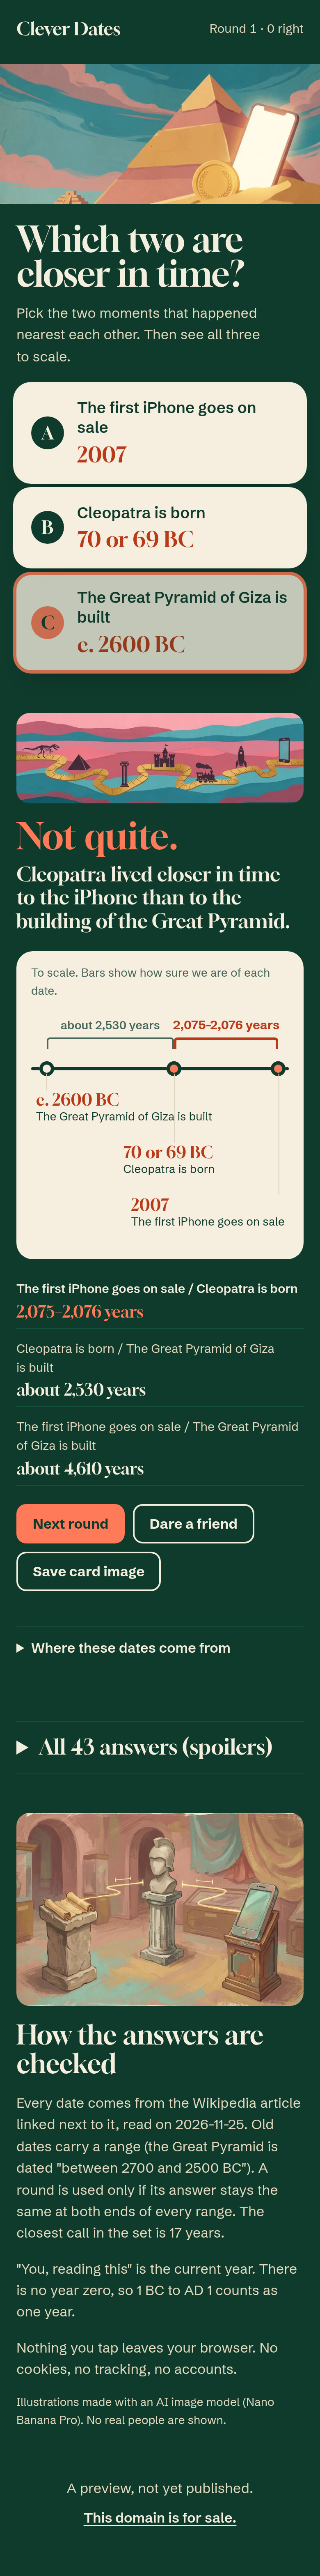 Clever Dates
Round 1 · 0 right
Which two are
closer in time?
Pick the two moments that happened
nearest each other. Then see all three
to scale.
A
The first iPhone goes on
sale
2007
B
Cleopatra is born
70 or 69 BC
C
The Great Pyramid of Giza is
built
c. 2600 BC
Not quite.
Cleopatra lived closer in time
to the iPhone than to the
building of the Great Pyramid.
To scale. Bars show how sure we are of each
date.
about 2,530 years
2,075–2,076 years
c. 2600 BC
The Great Pyramid of Giza is built
70 or 69 BC
Cleopatra is born
2007
The first iPhone goes on sale
The first iPhone goes on sale / Cleopatra is born
2,075–2,076 years
Cleopatra is born / The Great Pyramid of Giza
is built
about 2,530 years
The first iPhone goes on sale / The Great Pyramid
of Giza is built
about 4,610 years
Next round
Dare a friend
Save card image
▶ Where these dates come from
▶ All 43 answers (spoilers)
How the answers are
checked
Every date comes from the Wikipedia article
linked next to it, read on 2026-11-25. Old
dates carry a range (the Great Pyramid is
dated "between 2700 and 2500 BC"). A
round is used only if its answer stays the
same at both ends of every range. The
closest call in the set is 17 years.
"You, reading this" is the current year. There
is no year zero, so 1 BC to AD 1 counts as
one year.
Nothing you tap leaves your browser. No
cookies, no tracking, no accounts.
Illustrations made with an AI image model (Nano
Banana Pro). No real people are shown.
A preview, not yet published.
This domain is for sale.